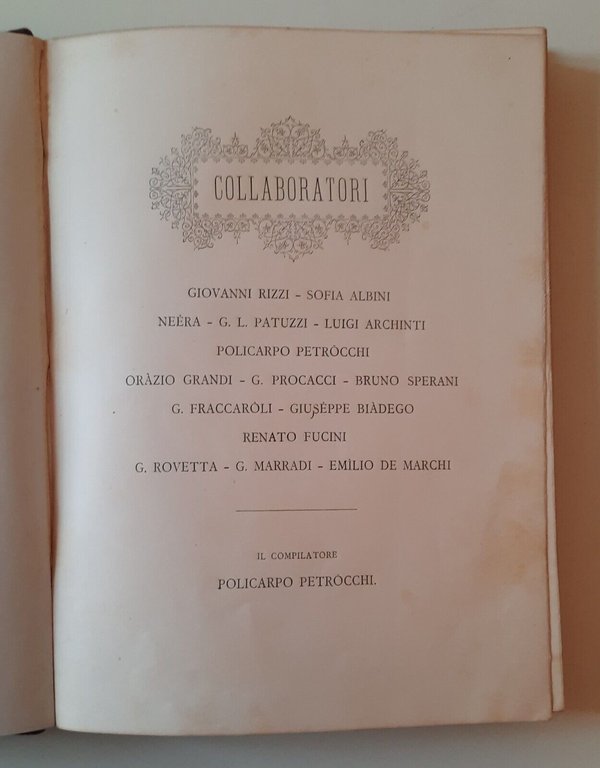 COLLABORATORI
GIOVANNI RIZZI – SOFIA ALBINI
NEÈRA – G. L. PATUZZI – LUIGI ARCHINTI
POLICARPO PETRÒCCHI
ORÀZIO GRANDI – G. PROCACCI – BRUNO SPERANI
G. FRACCARÒLI – GIUSÈPPE BIÀDEGO
RENATO FUCINI
G. ROVETTA – G. MARRADI – EMÌLIO DE MARCHI
IL COMPILATORE
POLICARPO PETRÒCCHI.